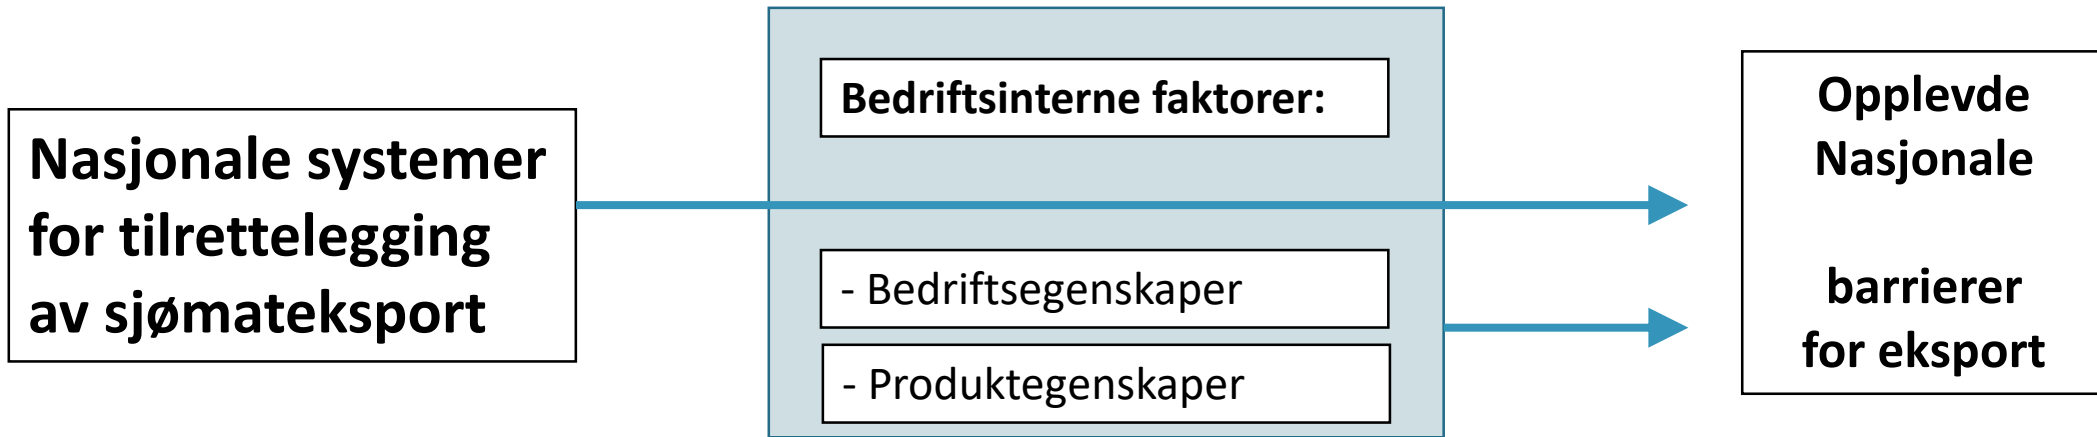 Nasjonale systemer
for tilrettelegging
av sjømateksport
Bedriftsinterne faktorer:
- Bedriftsegenskaper
- Produktegenskaper
Opplevde
Nasjonale
barrierer
for eksport